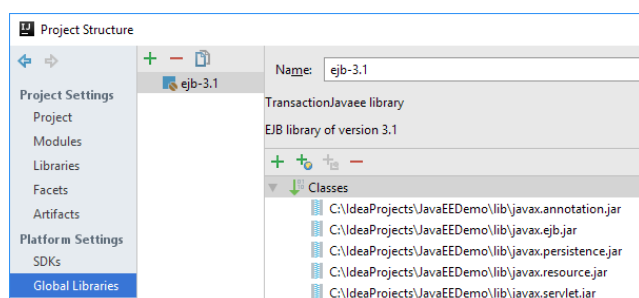 Project Structure
Project Settings
Project
Modules
Libraries
Facets
Artifacts
Platform Settings
SDKs
Global Libraries
ejb-3.1
Name: ejb-3.1
TransactionJavaee library
EJB library of version 3.1
Classes
C:\IdeaProjects\JavaEEDemo\lib\javax.annotation.jar
C:\IdeaProjects\JavaEEDemo\lib\javax.ejb.jar
C:\IdeaProjects\JavaEEDemo\lib\javax.persistence.jar
C:\IdeaProjects\JavaEEDemo\lib\javax.resource.jar
C:\IdeaProjects\JavaEEDemo\lib\javax.servlet.jar